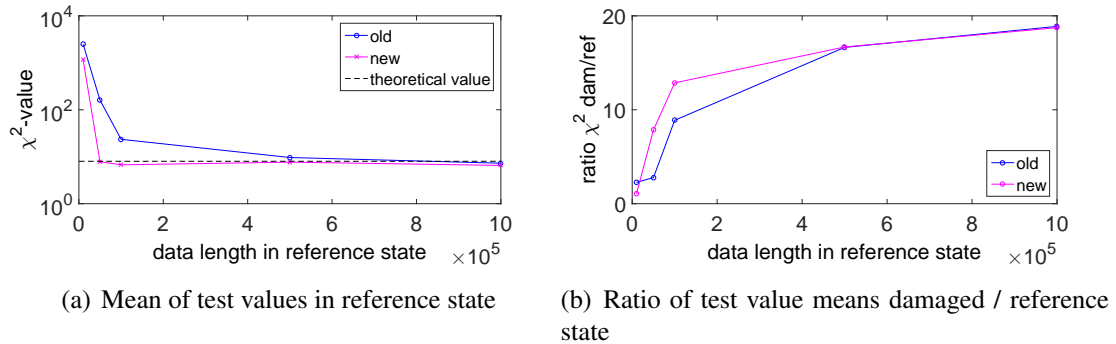 10^4
10^2
10^0
χ^2-value
old
new
theoretical value
0 2 4 6 8 10
data length in reference state ×10^5
(a) Mean of test values in reference state
20
10
0
ratio χ^2 dam/ref
old
new
0 2 4 6 8 10
data length in reference state ×10^5
(b) Ratio of test value means damaged / reference
state